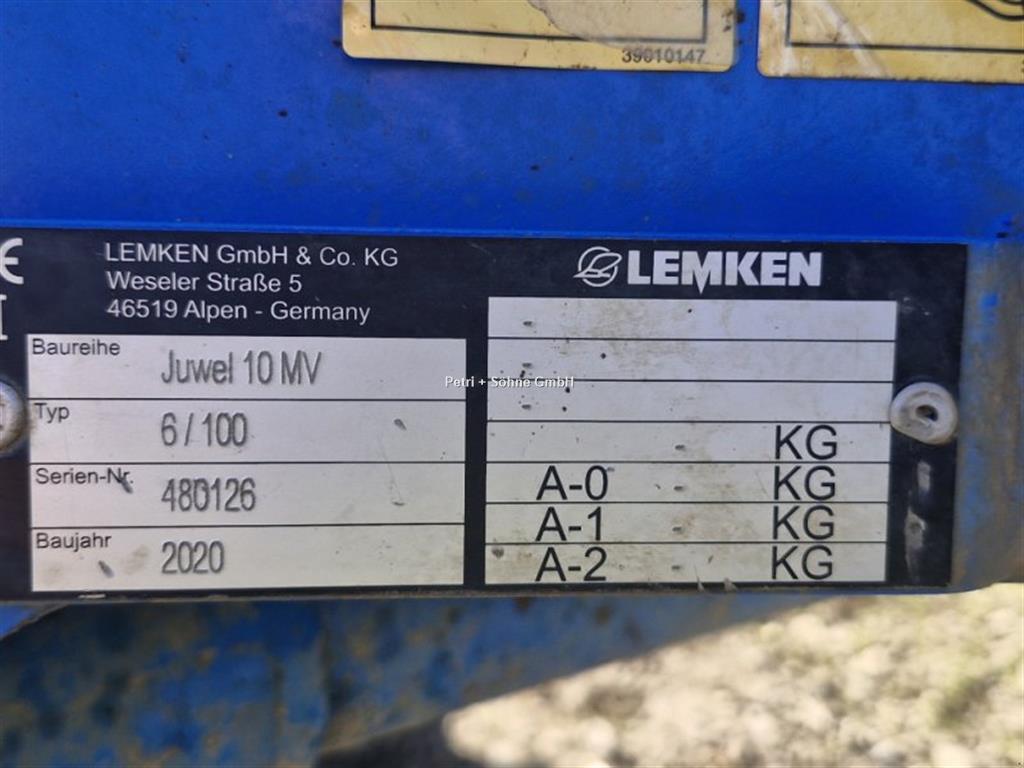 39010147
CE
LEMKEN GmbH & Co. KG
Weseler Straße 5
46519 Alpen - Germany
LEMKEN
Baureihe Juwel 10 MV
Typ 6 / 100
Serien-Nr. 480126
Baujahr 2020
-
-
-
- KG
A-0 - KG
A-1 - KG
A-2 - KG
Petri + Söhne GmbH